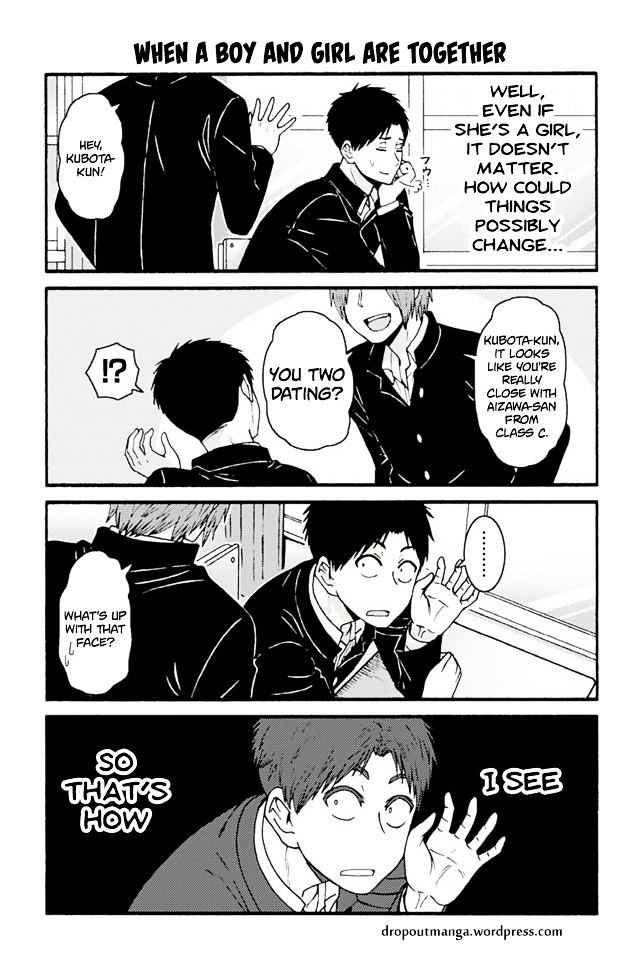 WHEN A BOY AND GIRL ARE TOGETHER
WELL,
EVEN IF
SHE'S A GIRL,
IT DOESN'T
MATTER.
HOW COULD
THINGS
POSSIBLY
CHANGE...
フゥ…
HEY,
KUBOTA-
KUN!
KUBOTA-KUN,
IT LOOKS
LIKE YOU'RE
REALLY
CLOSE WITH
AIZAWA-SAN
FROM
CLASS C.
YOU TWO
DATING?
!?
........
WHAT'S UP
WITH THAT
FACE?
I SEE
SO
THAT'S
HOW
dropoutmanga.wordpress.com